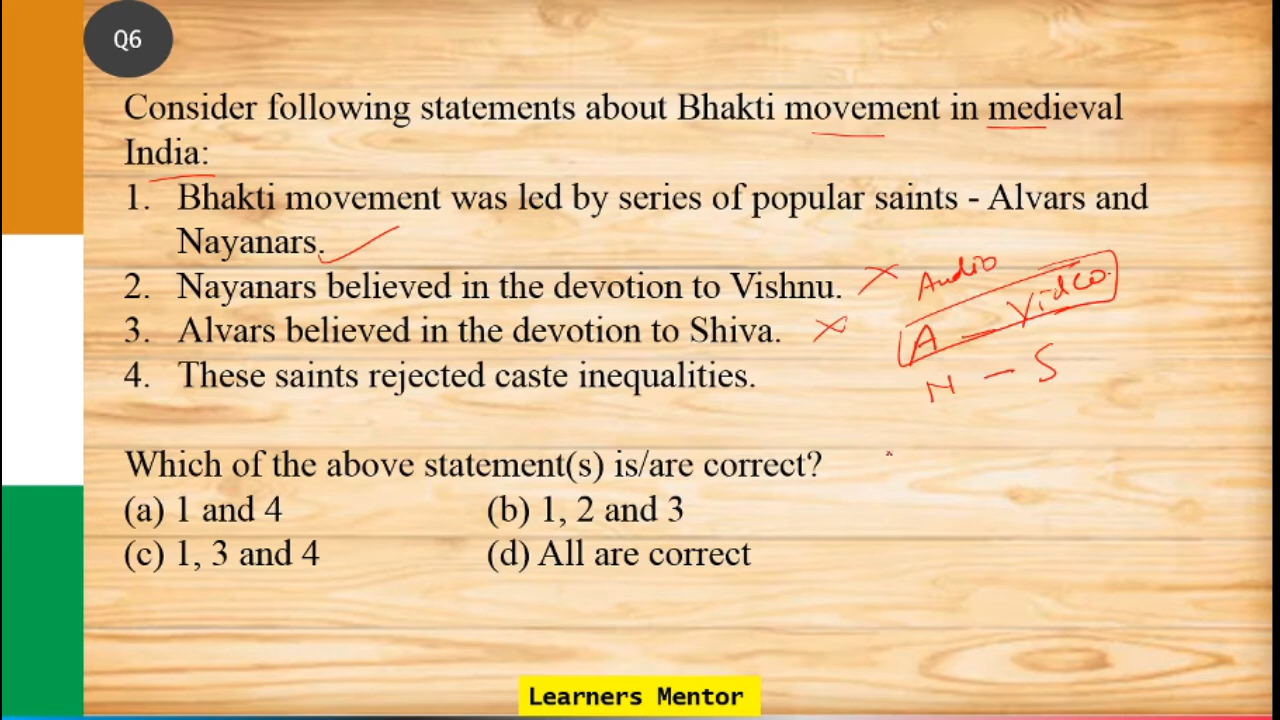 Q6
Consider following statements about Bhakti movement in medieval
India:
1. Bhakti movement was led by series of popular saints - Alvars and
Nayanars.
2. Nayanars believed in the devotion to Vishnu.
3. Alvars believed in the devotion to Shiva.
4. These saints rejected caste inequalities.
Audio
A - Video
N - S
Which of the above statement(s) is/are correct?
(a) 1 and 4 (b) 1, 2 and 3
(c) 1, 3 and 4 (d) All are correct
Learners Mentor